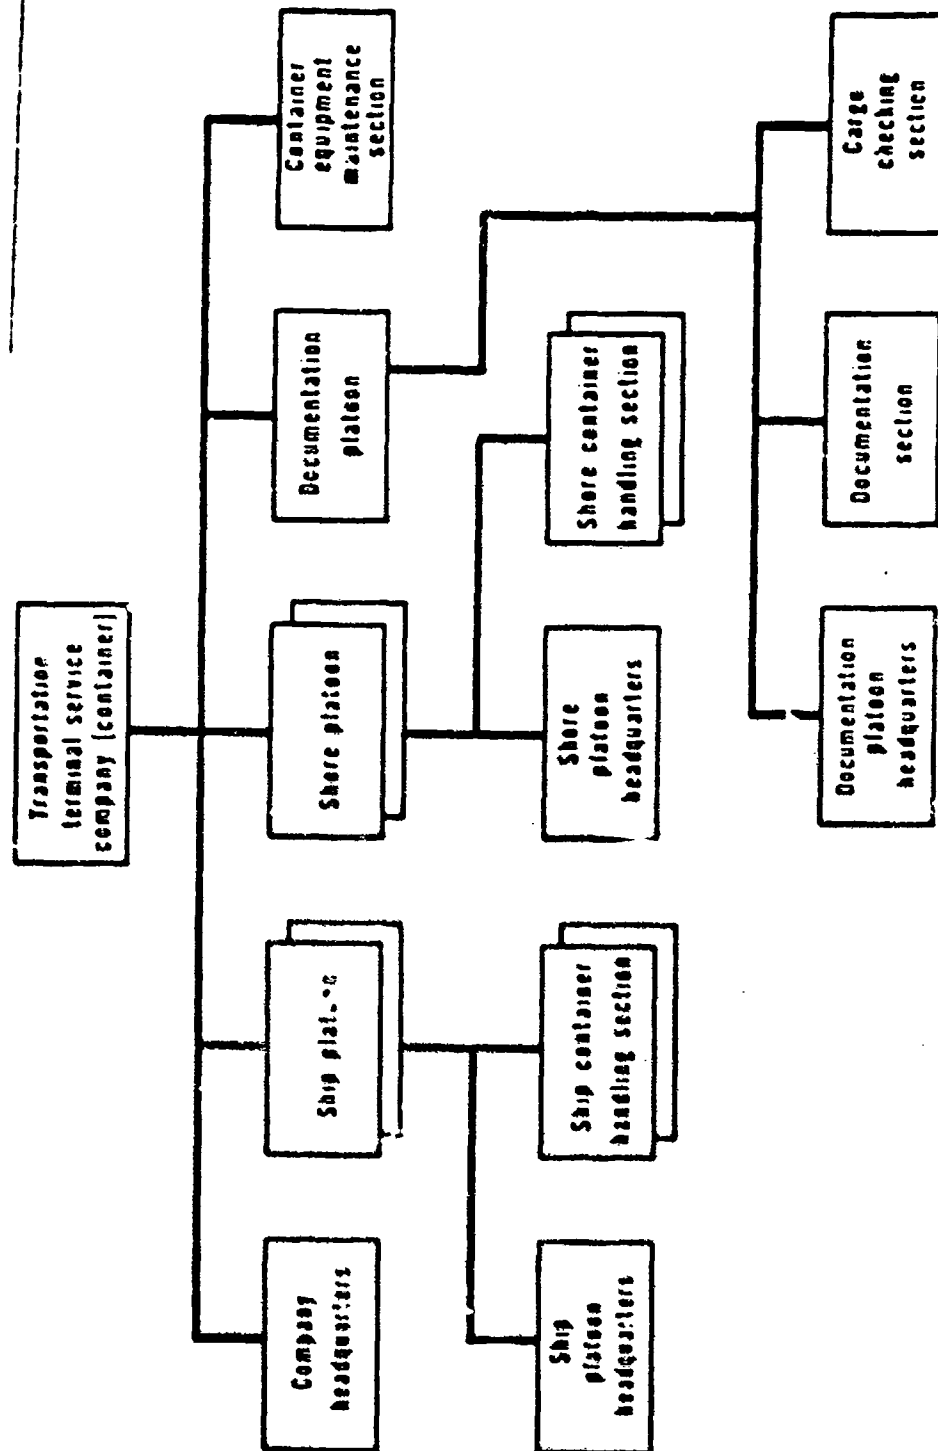 Transportation
terminal service
company (container)
Company
headquarters
Ship
Shore platoon
Documentation
platoon
Container
equipment
maintenance
section
Ship
platoon
headquarters
Ship container
handling section
Shore
platoon
headquarters
Shore container
handling section
Documentation
platoon
headquarters
Documentation
section
Cargo
checking
section